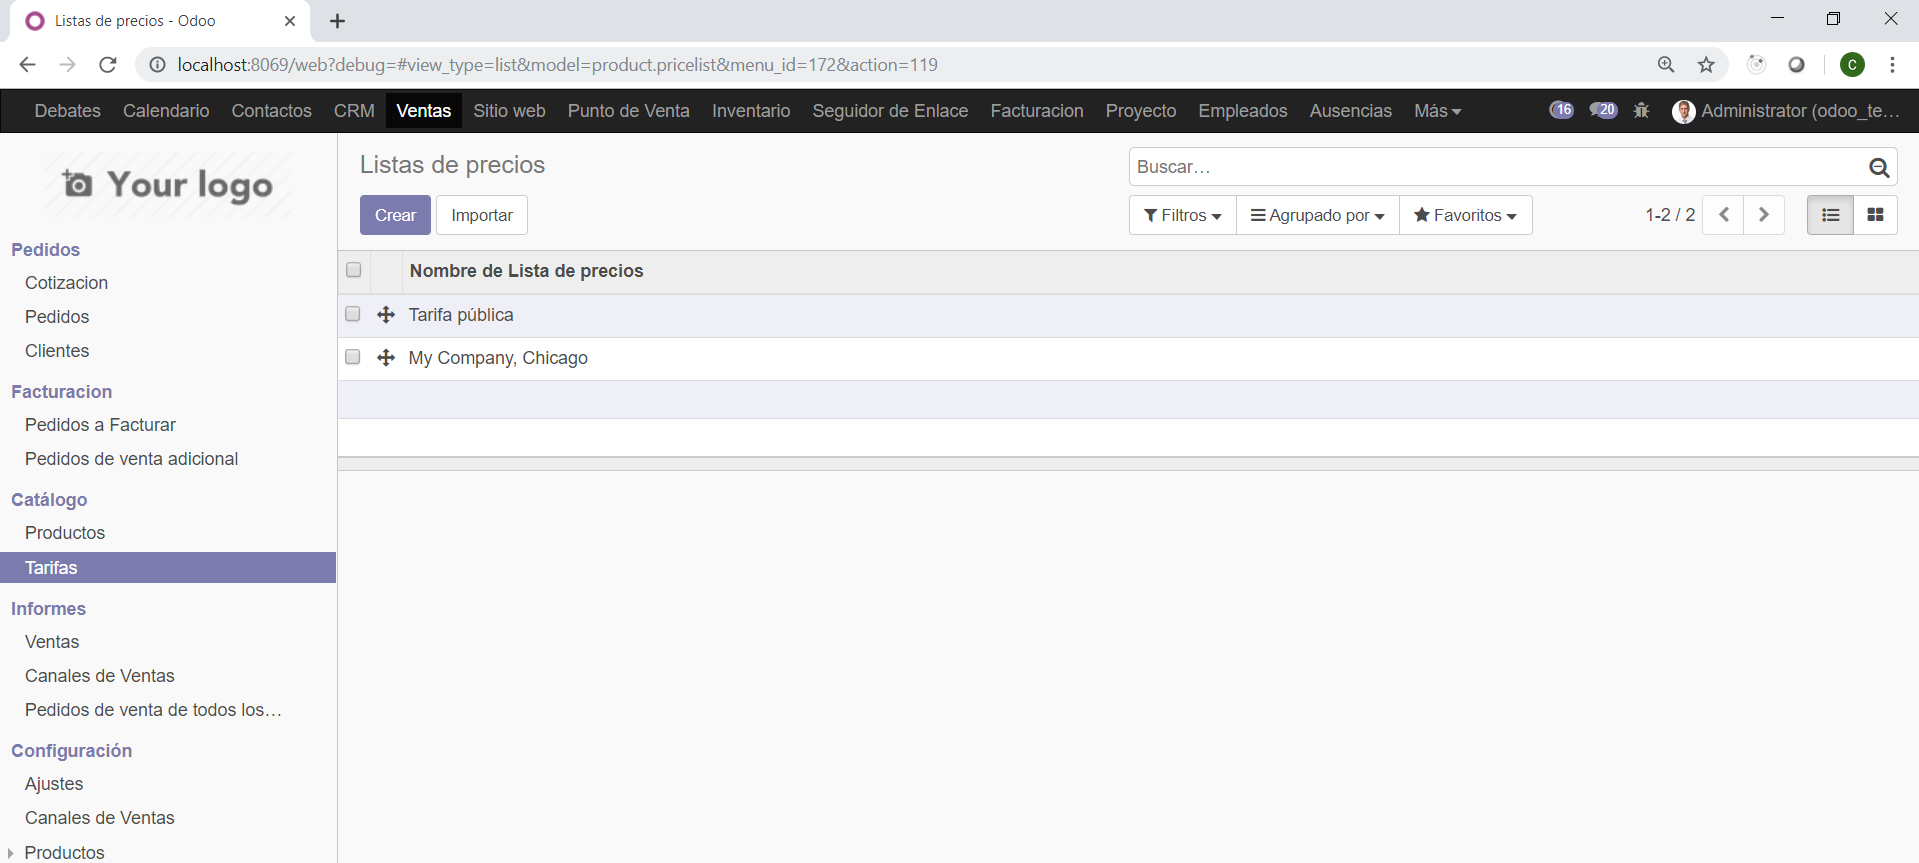 Listas de precios - Odoo
localhost:8069/web?debug=#view_type=list&model=product.pricelist&menu_id=172&action=119
C
Debates Calendario Contactos CRM Ventas Sitio web Punto de Venta Inventario Seguidor de Enlace Facturacion Proyecto Empleados Ausencias Más 16 20 Administrator (odoo_te...
Your logo
Pedidos
Cotizacion
Pedidos
Clientes
Facturacion
Pedidos a Facturar
Pedidos de venta adicional
Catálogo
Productos
Tarifas
Informes
Ventas
Canales de Ventas
Pedidos de venta de todos los...
Configuración
Ajustes
Canales de Ventas
Productos
Listas de precios
Buscar...
Crear Importar
Filtros Agrupado por Favoritos 1-2 / 2
Nombre de Lista de precios
Tarifa pública
My Company, Chicago